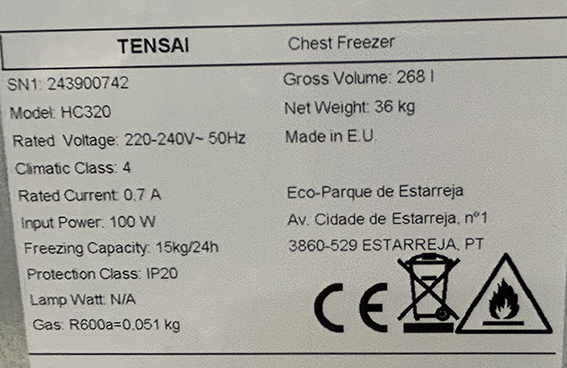 TENSAI
Chest Freezer
SN1: 243900742
Model: HC320
Rated Voltage: 220-240V~ 50Hz
Climatic Class: 4
Rated Current: 0.7 A
Input Power: 100 W
Freezing Capacity: 15kg/24h
Protection Class: IP20
Lamp Watt: N/A
Gas: R600a=0.051 kg
Gross Volume: 268 l
Net Weight: 36 kg
Made in E.U.
Eco-Parque de Estarreja
Av. Cidade de Estarreja, nº1
3860-529 ESTARREJA, PT
CE